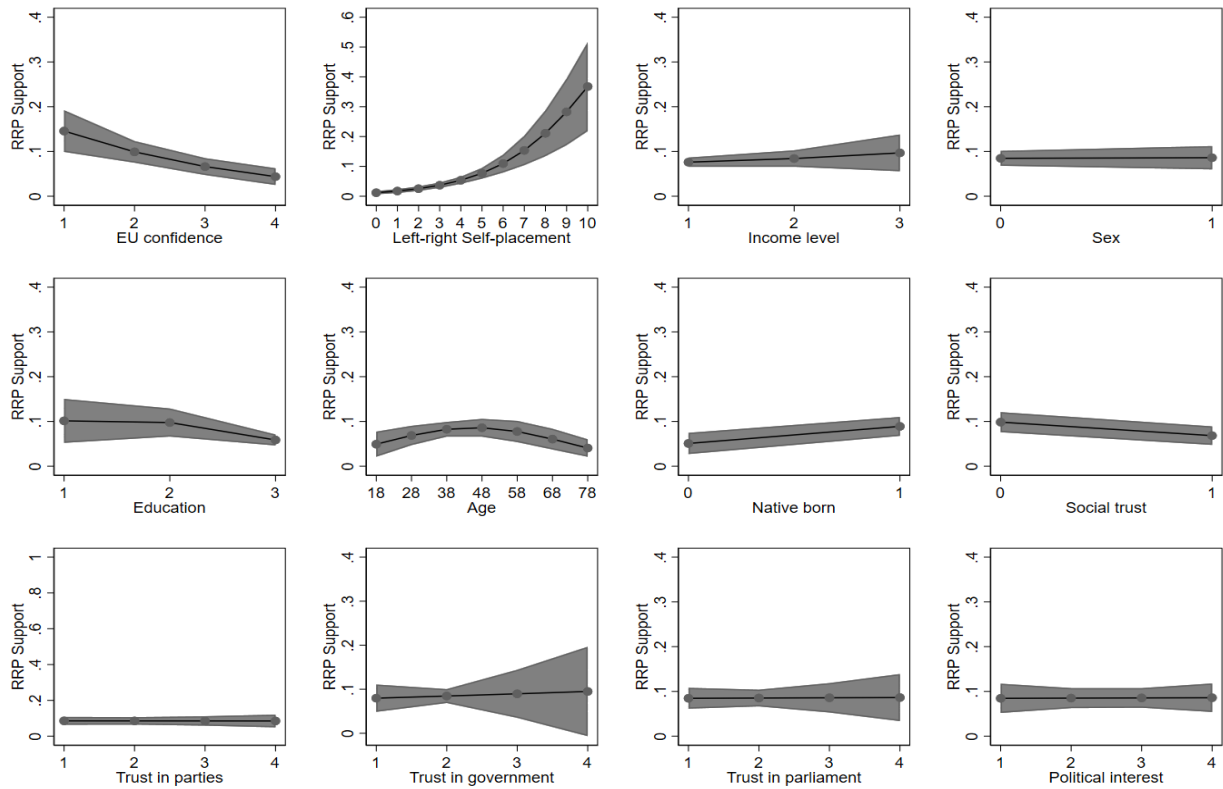 RRP Support
.4
.3
.2
.1
0
1 2 3 4
EU confidence
RRP Support
.6
.5
.4
.3
.2
.1
0
0 1 2 3 4 5 6 7 8 9 10
Left-right Self-placement
RRP Support
.4
.3
.2
.1
0
1 2 3
Income level
RRP Support
.4
.3
.2
.1
0
0 1
Sex
RRP Support
.4
.3
.2
.1
0
1 2 3
Education
RRP Support
.4
.3
.2
.1
0
18 28 38 48 58 68 78
Age
RRP Support
.4
.3
.2
.1
0
0 1
Native born
RRP Support
.4
.3
.2
.1
0
0 1
Social trust
RRP Support
1
.8
.6
.4
.2
0
1 2 3 4
Trust in parties
RRP Support
.4
.3
.2
.1
0
1 2 3 4
Trust in government
RRP Support
.4
.3
.2
.1
0
1 2 3 4
Trust in parliament
RRP Support
.4
.3
.2
.1
0
1 2 3 4
Political interest